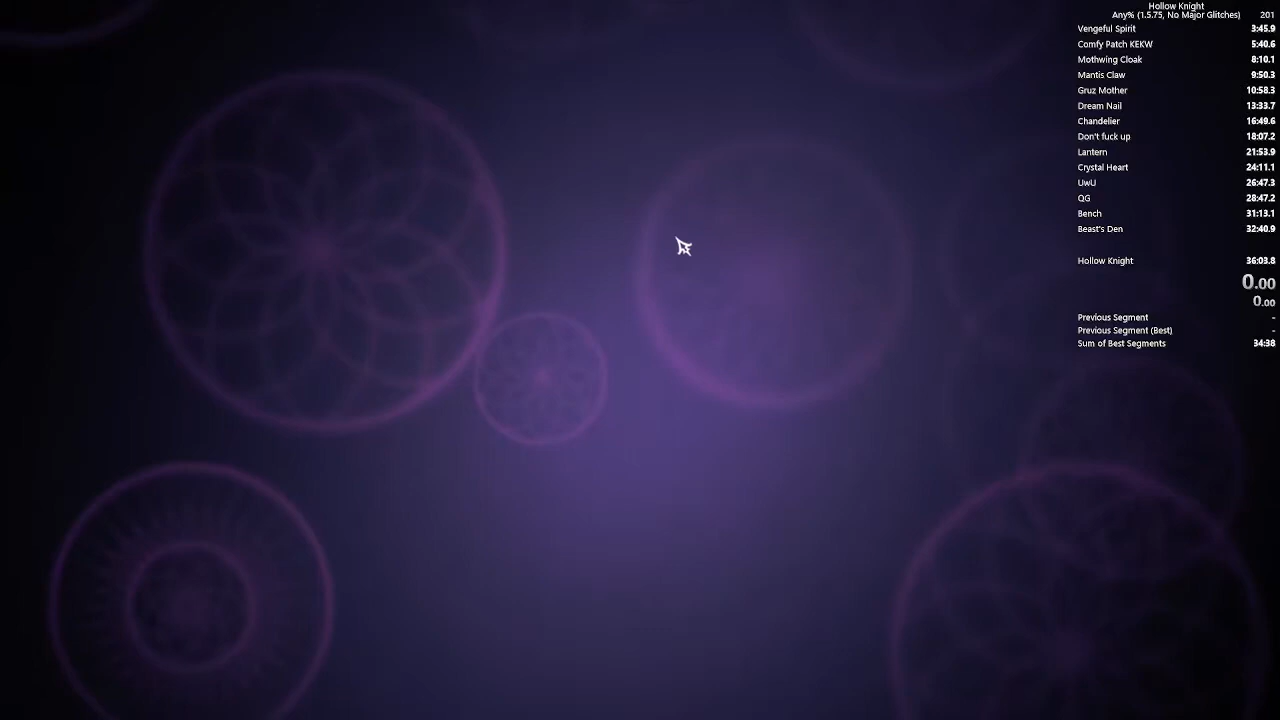 Hollow Knight
Any% (1.5.75, No Major Glitches) 201
Vengeful Spirit 3:45.9
Comfy Patch KEKW 5:40.6
Mothwing Cloak 8:10.1
Mantis Claw 9:50.3
Gruz Mother 10:58.3
Dream Nail 13:33.7
Chandelier 16:49.6
Don't fuck up 18:07.2
Lantern 21:53.9
Crystal Heart 24:11.1
UwU 26:47.3
QG 28:47.2
Bench 31:13.1
Beast's Den 32:40.9
Hollow Knight 36:03.8
0.00
0.00
Previous Segment -
Previous Segment (Best) -
Sum of Best Segments 34:38